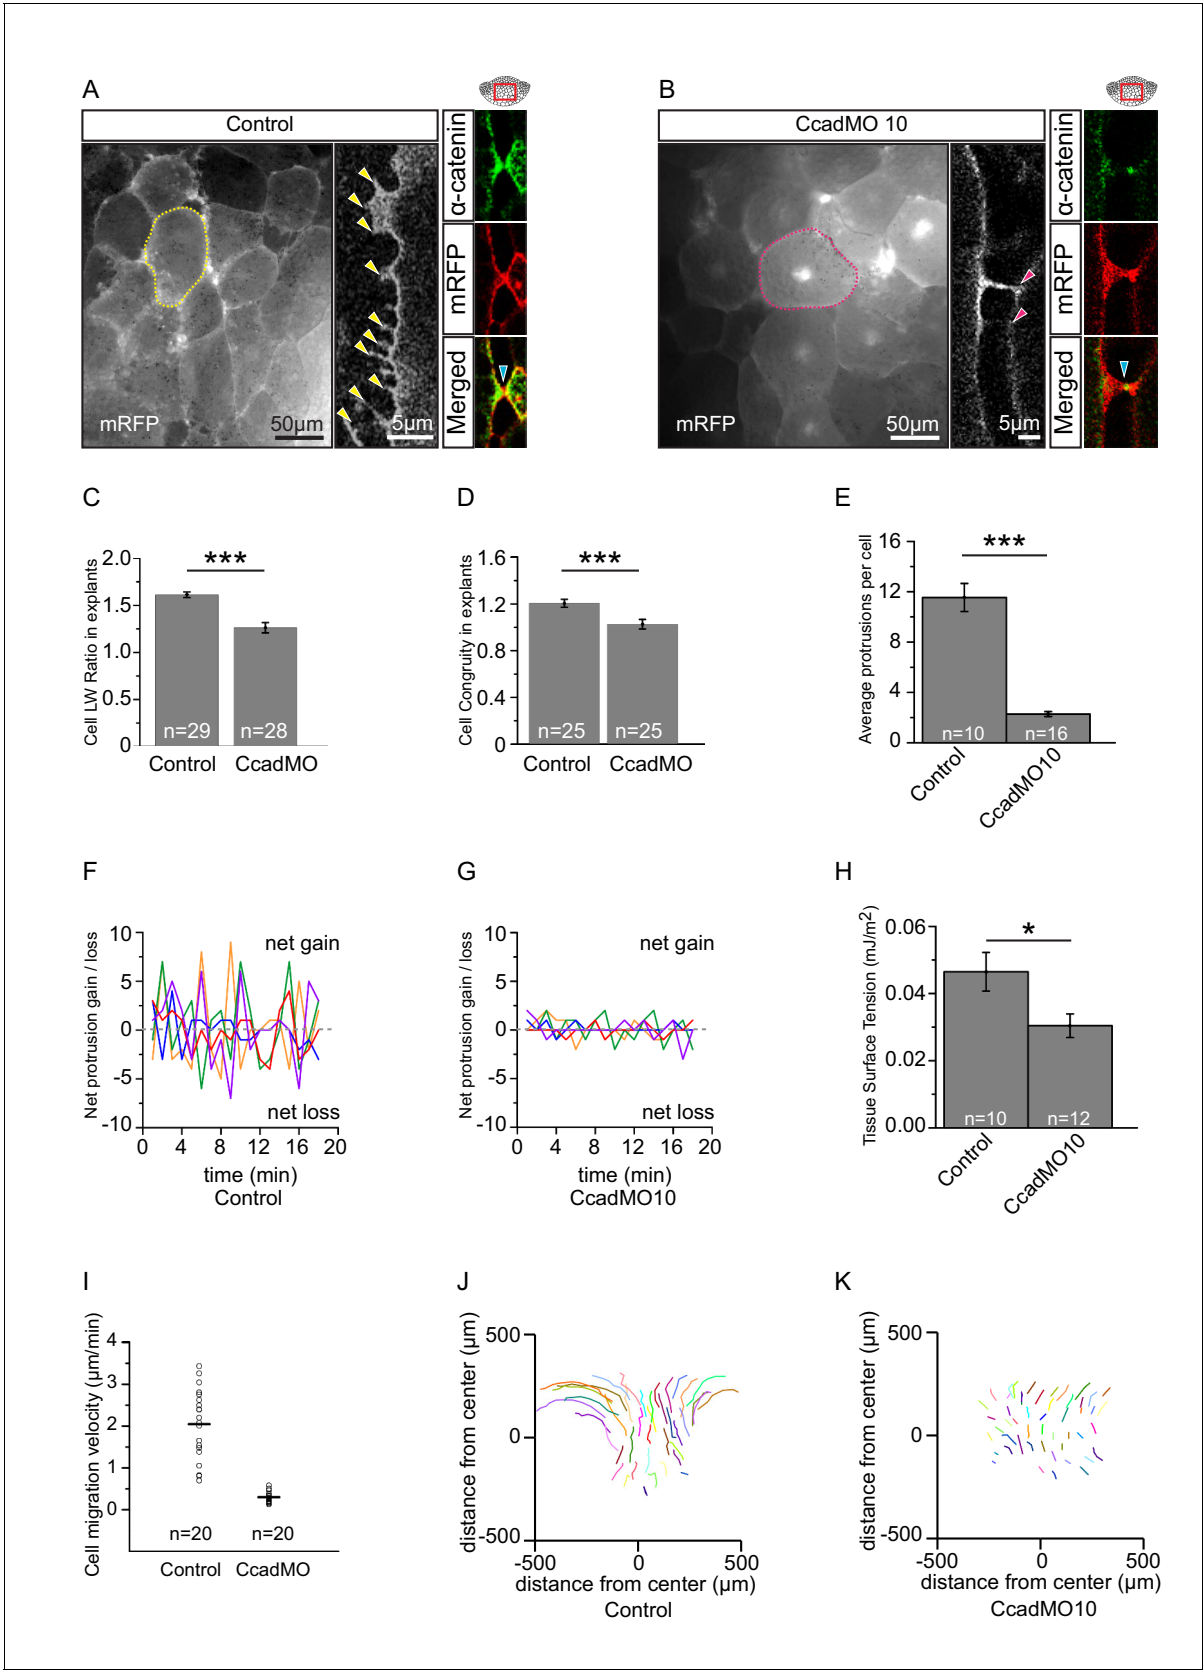 A
Control
mRFP
50µm
5µm
α-catenin
mRFP
Merged
B
CcadMO 10
mRFP
50µm
5µm
α-catenin
mRFP
Merged
C
Cell LW Ratio in explants
2.0
1.5
1.0
0.5
0
***
n=29
n=28
Control
CcadMO
D
Cell Congruity in explants
1.6
1.2
0.8
0.4
0
***
n=25
n=25
Control
CcadMO
E
Average protrusions per cell
16
12
8
4
0
***
n=10
n=16
Control
CcadMO10
F
Net protrusion gain / loss
10
5
0
-5
-10
net gain
net loss
0 4 8 12 16 20
time (min)
Control
G
Net protrusion gain / loss
10
5
0
-5
-10
net gain
net loss
0 4 8 12 16 20
time (min)
CcadMO10
H
Tissue Surface Tension (mJ/m²)
0.06
0.04
0.02
0.00
*
n=10
n=12
Control
CcadMO10
I
Cell migration velocity (µm/min)
4
3
2
1
0
n=20
n=20
Control
CcadMO
J
distance from center (µm)
500
0
-500
-500 0 500
distance from center (µm)
Control
K
distance from center (µm)
500
0
-500
-500 0 500
distance from center (µm)
CcadMO10